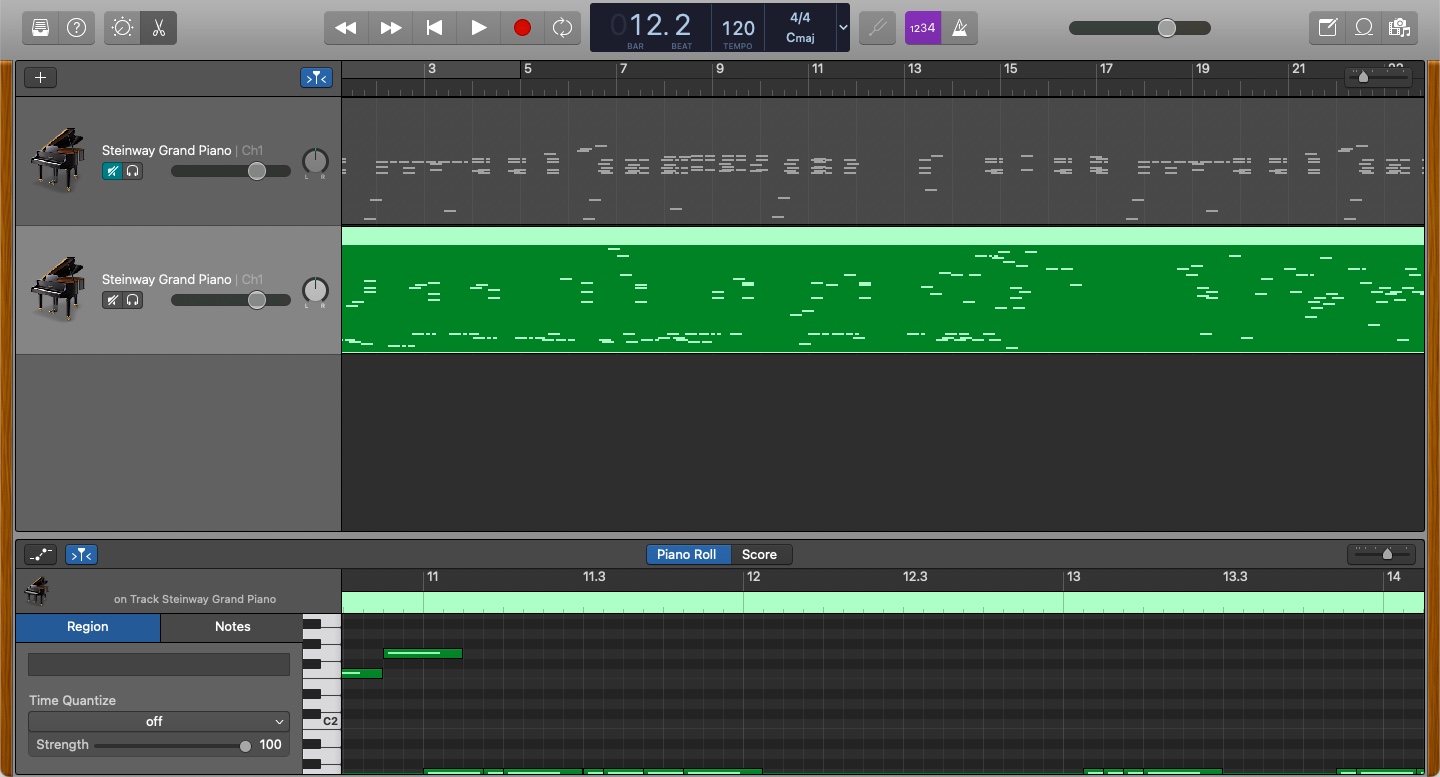 012.2
BAR BEAT
120
TEMPO
4/4
Cmaj
1234
3 5 7 9 11 13 15 17 19 21
Steinway Grand Piano | Ch1
L R
Steinway Grand Piano | Ch1
L R
Piano Roll Score
11 11.3 12 12.3 13 13.3 14
on Track Steinway Grand Piano
Region Notes
Time Quantize
off
C2
Strength 100